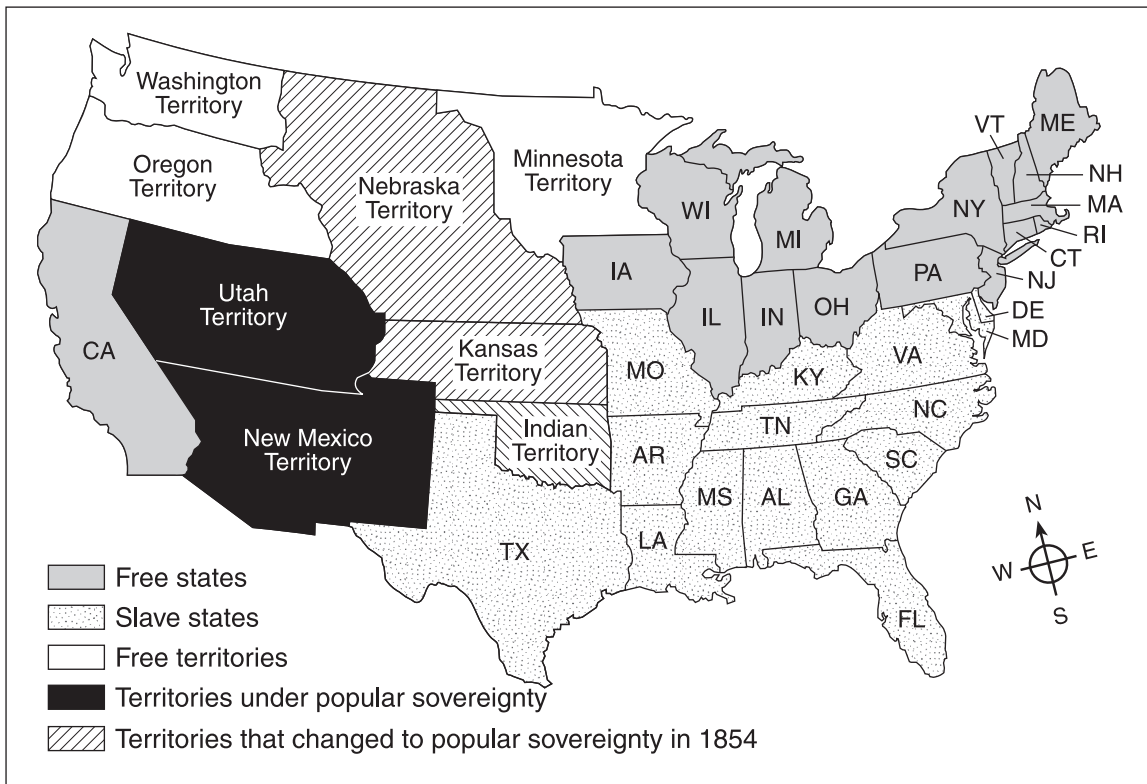 Washington
Territory
Oregon
Territory
Nebraska
Territory
Minnesota
Territory
VT
ME
NH
MA
RI
CT
NY
WI
MI
PA
NJ
DE
MD
IA
IL
IN
OH
Utah
Territory
CA
Kansas
Territory
MO
KY
VA
New Mexico
Territory
Indian
Territory
AR
TN
NC
SC
MS
AL
GA
TX
LA
FL
N
W
E
S
Free states
Slave states
Free territories
Territories under popular sovereignty
Territories that changed to popular sovereignty in 1854